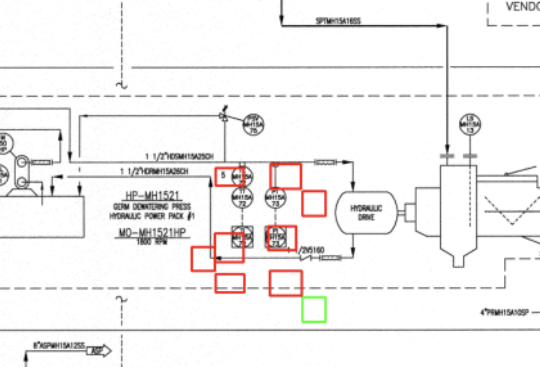 VENDO
SPTMH15A16SS
LS
MH15A
13
PSV
MH15A
75
1 1/2"HDSMH15A25CH
1 1/2"HDRMH15A26CH
5
HP-MH1521
GERM DEWATERING PRESS
HYDRAULIC POWER PACK #1
MO-MH1521HP
1800 RPM
TI
MH15A
72
PI
73
HYDRAULIC
DRIVE
/2V5160
4"PRMH15A10SP
8"ASPMH15A12SS
ASP